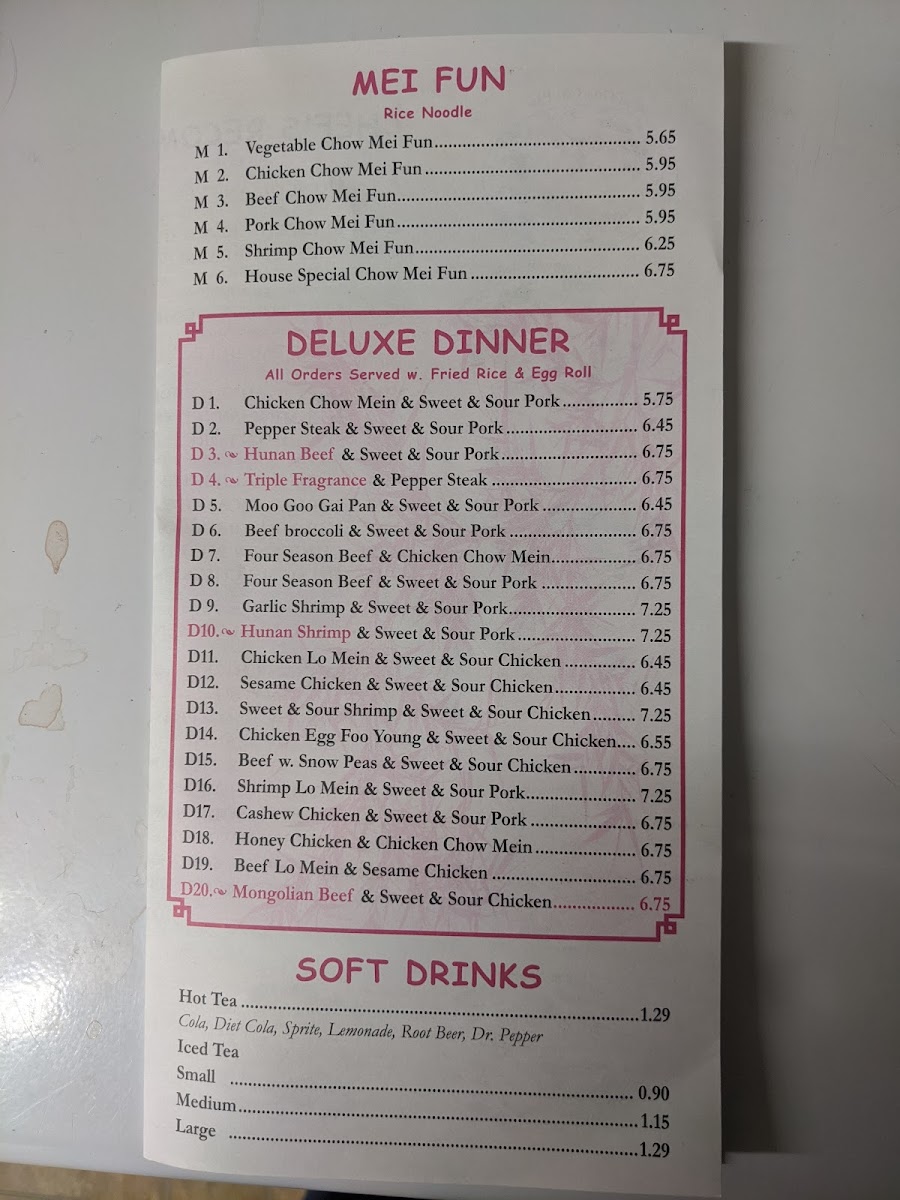 MEI FUN
Rice Noodle
M 1. Vegetable Chow Mei Fun.............................................. 5.65
M 2. Chicken Chow Mei Fun ................................................ 5.95
M 3. Beef Chow Mei Fun...................................................... 5.95
M 4. Pork Chow Mei Fun...................................................... 5.95
M 5. Shrimp Chow Mei Fun.................................................. 6.25
M 6. House Special Chow Mei Fun ...................................... 6.75
DELUXE DINNER
All Orders Served w. Fried Rice & Egg Roll
D 1. Chicken Chow Mein & Sweet & Sour Pork................. 5.75
D 2. Pepper Steak & Sweet & Sour Pork ............................. 6.45
D 3. Hunan Beef & Sweet & Sour Pork.............................. 6.75
D 4. Triple Fragrance & Pepper Steak ................................ 6.75
D 5. Moo Goo Gai Pan & Sweet & Sour Pork ..................... 6.45
D 6. Beef broccoli & Sweet & Sour Pork ............................ 6.75
D 7. Four Season Beef & Chicken Chow Mein................... 6.75
D 8. Four Season Beef & Sweet & Sour Pork ..................... 6.75
D 9. Garlic Shrimp & Sweet & Sour Pork............................ 7.25
D10. Hunan Shrimp & Sweet & Sour Pork.......................... 7.25
D11. Chicken Lo Mein & Sweet & Sour Chicken ................ 6.45
D12. Sesame Chicken & Sweet & Sour Chicken.................. 6.45
D13. Sweet & Sour Shrimp & Sweet & Sour Chicken......... 7.25
D14. Chicken Egg Foo Young & Sweet & Sour Chicken.... 6.55
D15. Beef w. Snow Peas & Sweet & Sour Chicken.............. 6.75
D16. Shrimp Lo Mein & Sweet & Sour Pork........................ 7.25
D17. Cashew Chicken & Sweet & Sour Pork ....................... 6.75
D18. Honey Chicken & Chicken Chow Mein ...................... 6.75
D19. Beef Lo Mein & Sesame Chicken ................................ 6.75
D20. Mongolian Beef & Sweet & Sour Chicken.................. 6.75
SOFT DRINKS
Hot Tea .........................................................................1.29
Cola, Diet Cola, Sprite, Lemonade, Root Beer, Dr. Pepper
Iced Tea
Small ......................................................................... 0.90
Medium.........................................................................1.15
Large .........................................................................1.29